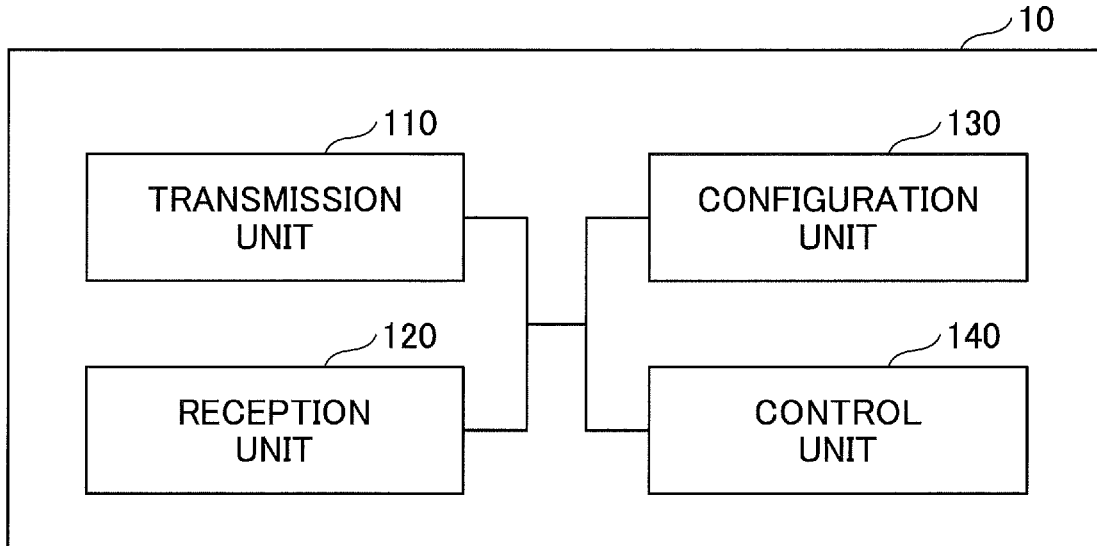 10
110
130
TRANSMISSION
UNIT
CONFIGURATION
UNIT
120
140
RECEPTION
UNIT
CONTROL
UNIT